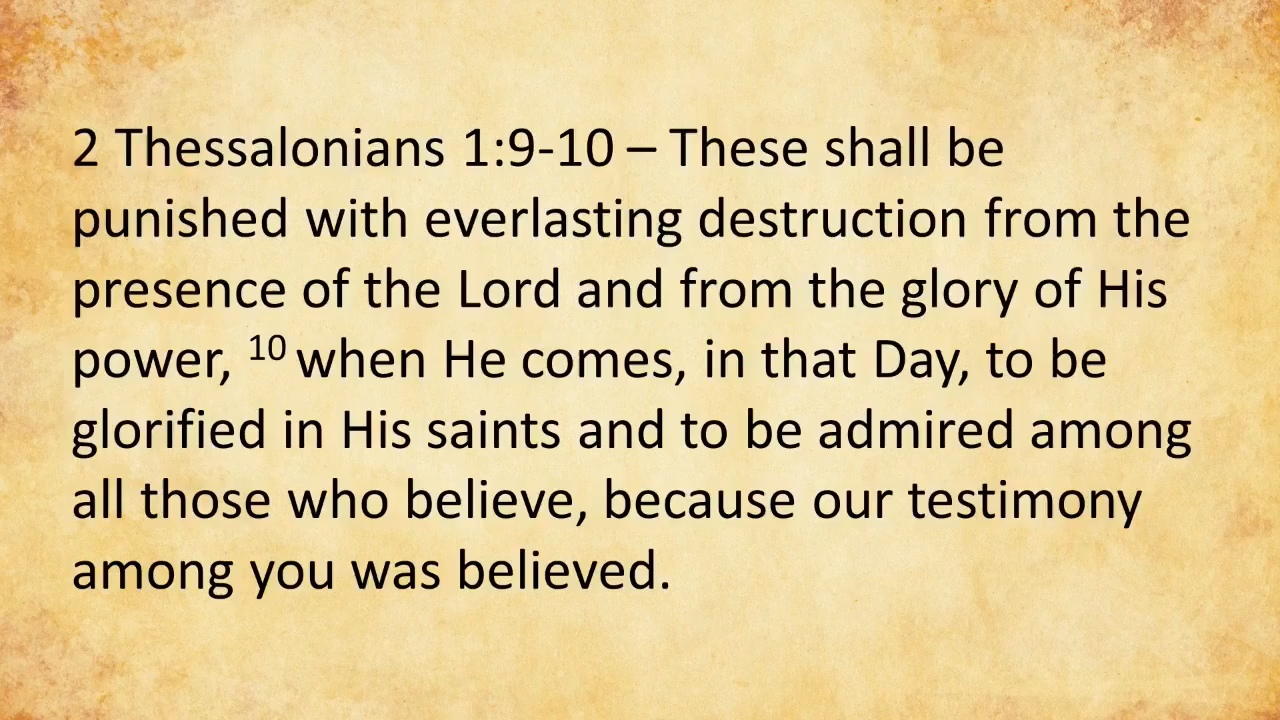 2 Thessalonians 1:9-10 – These shall be
punished with everlasting destruction from the
presence of the Lord and from the glory of His
power, 10 when He comes, in that Day, to be
glorified in His saints and to be admired among
all those who believe, because our testimony
among you was believed.